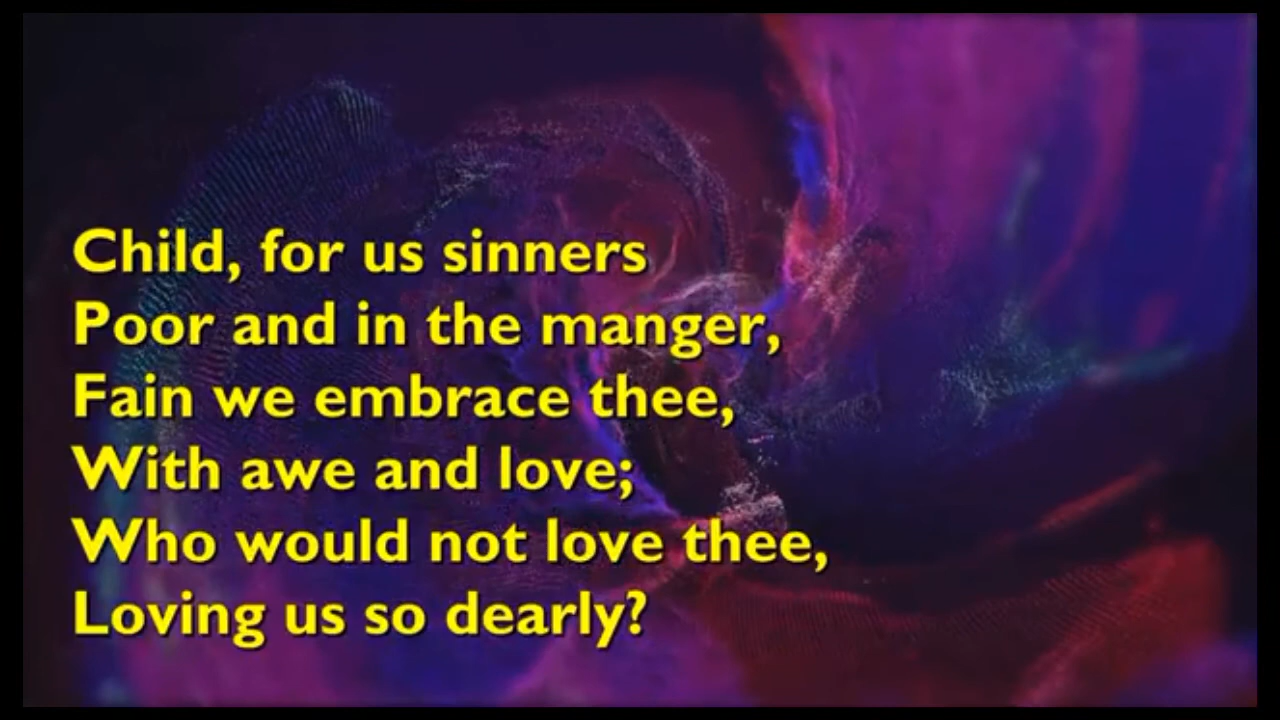 Child, for us sinners
Poor and in the manger,
Fain we embrace thee,
With awe and love;
Who would not love thee,
Loving us so dearly?